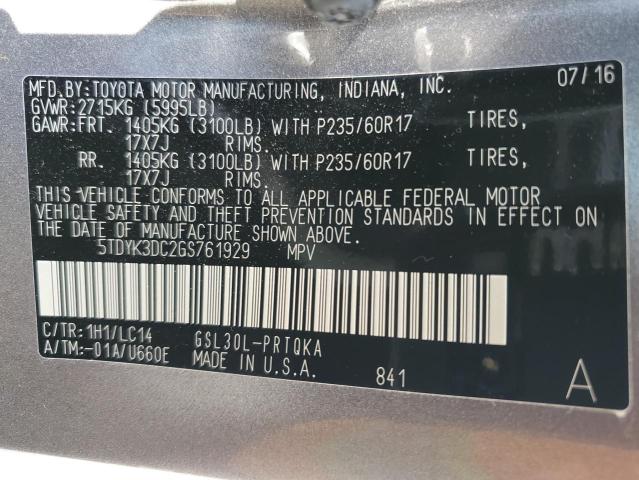 MFD.BY:TOYOTA MOTOR MANUFACTURING, INDIANA, INC. 07/16
GVWR:2715KG (5995LB)
GAWR:FRT. 1405KG (3100LB) WITH P235/60R17 TIRES,
17X7J RIMS.
RR. 1405KG (3100LB) WITH P235/60R17 TIRES,
17X7J RIMS.
THIS VEHICLE CONFORMS TO ALL APPLICABLE FEDERAL MOTOR
VEHICLE SAFETY AND THEFT PREVENTION STANDARDS IN EFFECT ON
THE DATE OF MANUFACTURE SHOWN ABOVE.
5TDYK3DC2GS761929 MPV
C/TR:1H1/LC14 GSL30L-PRTQKA
A/TM:-01A/U660E MADE IN U.S.A. 841 A